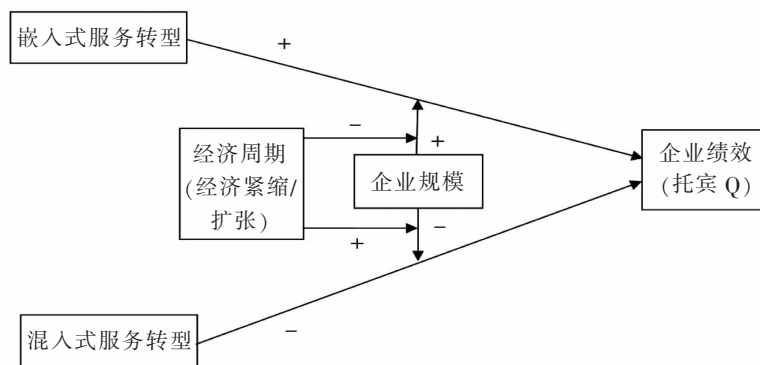 嵌入式服务转型
+
经济周期
(经济紧缩/
扩张)
−
+
企业规模
+
−
企业绩效
(托宾 Q)
混入式服务转型
−